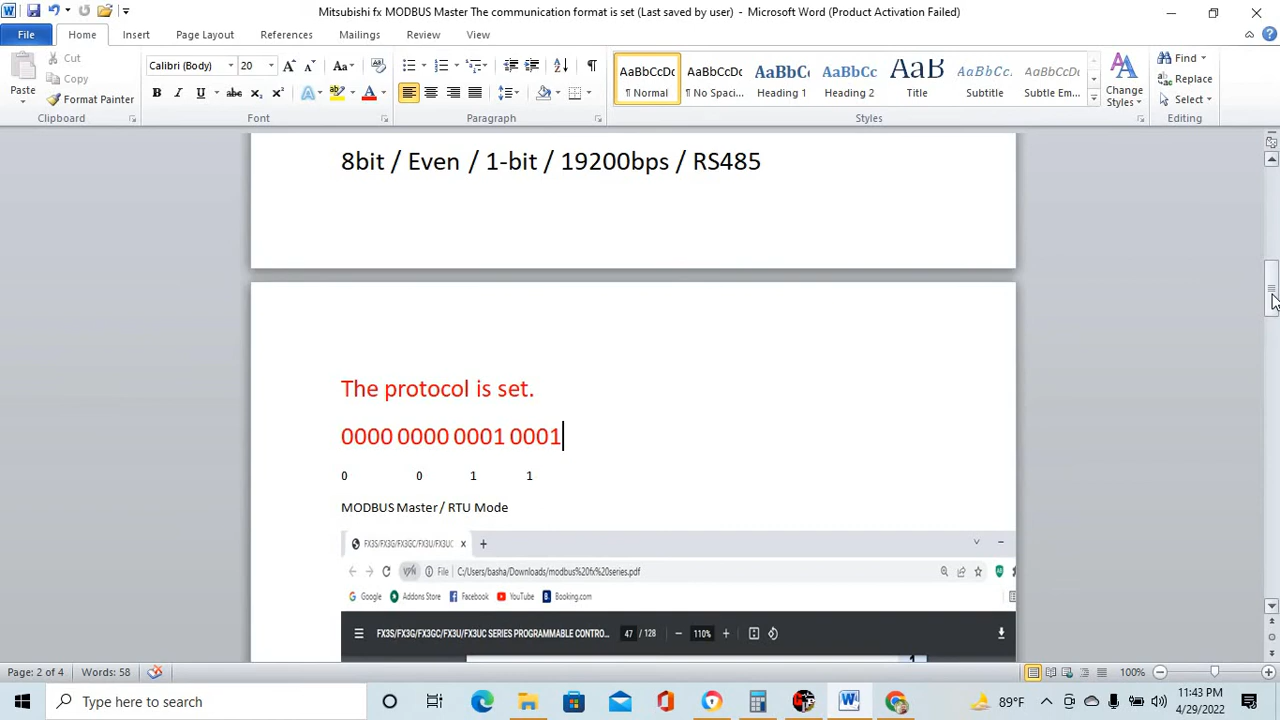 Mitsubishi fx MODBUS Master The communication format is set (Last saved by user) - Microsoft Word (Product Activation Failed)
File Home Insert Page Layout References Mailings Review View
Paste Cut Copy Format Painter
Calibri (Body) 20
AaBbCcDc AaBbCcDc AaBbCc AaBbCc AaB AaBbCc. AaBbCcDc
¶ Normal ¶ No Spaci... Heading 1 Heading 2 Title Subtitle Subtle Em...
Change Styles
Find Replace Select
Clipboard Font Paragraph Styles Editing
8bit / Even / 1-bit / 19200bps / RS485
The protocol is set.
0000 0000 0001 0001
0 0 1 1
MODBUS Master / RTU Mode
FX3S/FX3G/FX3GC/FX3U/FX3UC
VPN File C:/Users/basha/Downloads/modbus%20fx%20series.pdf
Google Addons Store Facebook YouTube Booking.com
FX3S/FX3G/FX3GC/FX3U/FX3UC SERIES PROGRAMMABLE CONTRO... 47 / 128 110%
Page: 2 of 4 Words: 58 100%
Type here to search 89°F 11:43 PM
4/29/2022